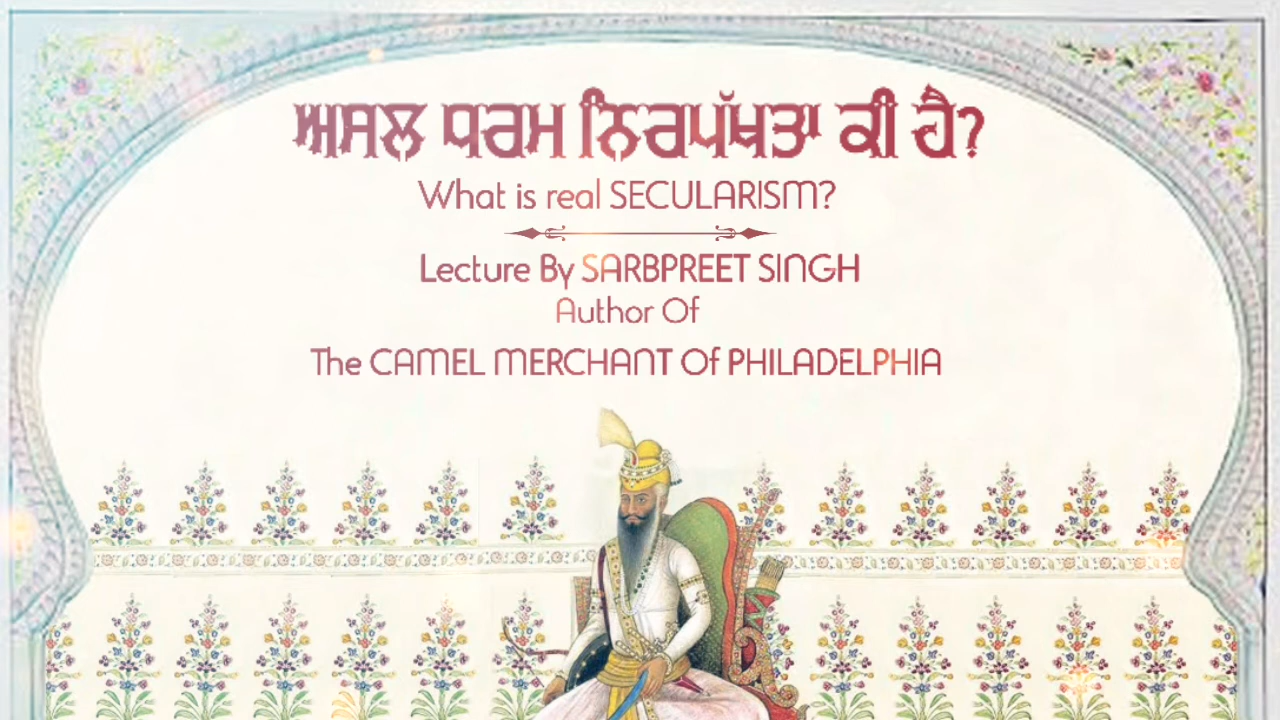 ਅਸਲ ਧਰਮ ਨਿਰਪੱਖਤਾ ਕੀ ਹੈ?
What is real SECULARISM?
Lecture By SARBPREET SINGH
Author Of
The CAMEL MERCHANT Of PHILADELPHIA